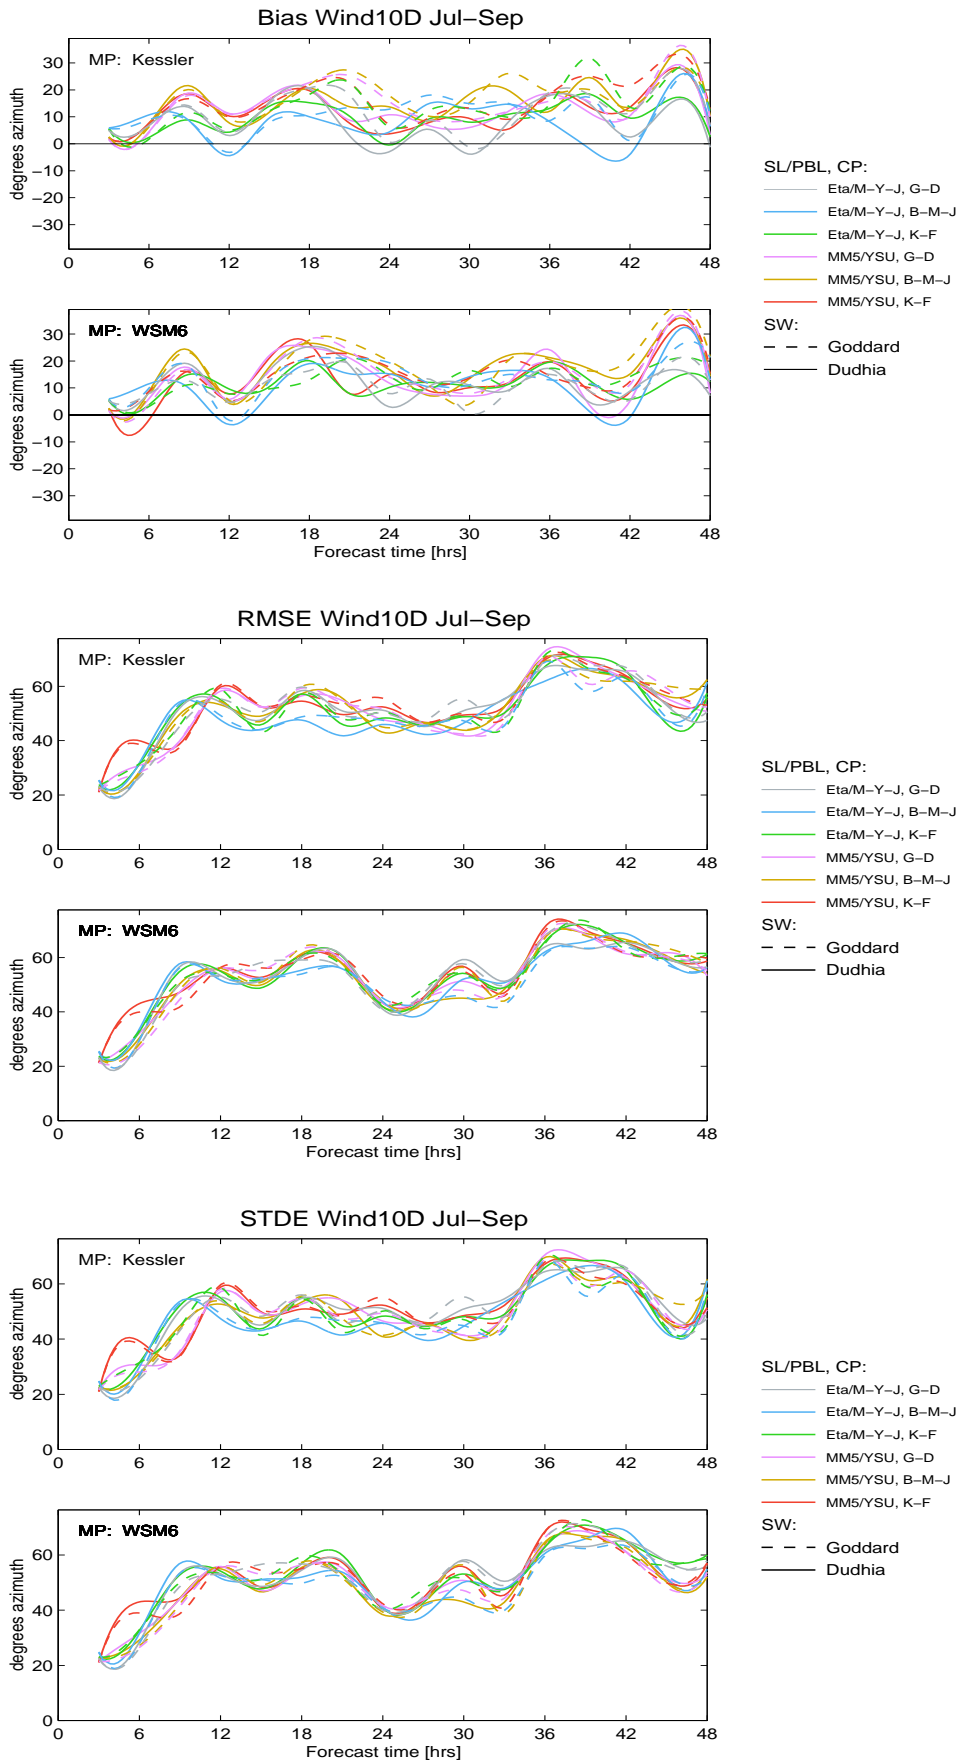 Bias Wind10D Jul−Sep
MP: Kessler
degrees azimuth
30
20
10
0
−10
−20
−30
0 6 12 18 24 30 36 42 48
MP: WSM6
degrees azimuth
30
20
10
0
−10
−20
−30
0 6 12 18 24 30 36 42 48
Forecast time [hrs]
SL/PBL, CP:
Eta/M−Y−J, G−D
Eta/M−Y−J, B−M−J
Eta/M−Y−J, K−F
MM5/YSU, G−D
MM5/YSU, B−M−J
MM5/YSU, K−F
SW:
Goddard
Dudhia
RMSE Wind10D Jul−Sep
MP: Kessler
degrees azimuth
60
40
20
0
0 6 12 18 24 30 36 42 48
MP: WSM6
degrees azimuth
60
40
20
0
0 6 12 18 24 30 36 42 48
Forecast time [hrs]
SL/PBL, CP:
Eta/M−Y−J, G−D
Eta/M−Y−J, B−M−J
Eta/M−Y−J, K−F
MM5/YSU, G−D
MM5/YSU, B−M−J
MM5/YSU, K−F
SW:
Goddard
Dudhia
STDE Wind10D Jul−Sep
MP: Kessler
degrees azimuth
60
40
20
0
0 6 12 18 24 30 36 42 48
MP: WSM6
degrees azimuth
60
40
20
0
0 6 12 18 24 30 36 42 48
Forecast time [hrs]
SL/PBL, CP:
Eta/M−Y−J, G−D
Eta/M−Y−J, B−M−J
Eta/M−Y−J, K−F
MM5/YSU, G−D
MM5/YSU, B−M−J
MM5/YSU, K−F
SW:
Goddard
Dudhia